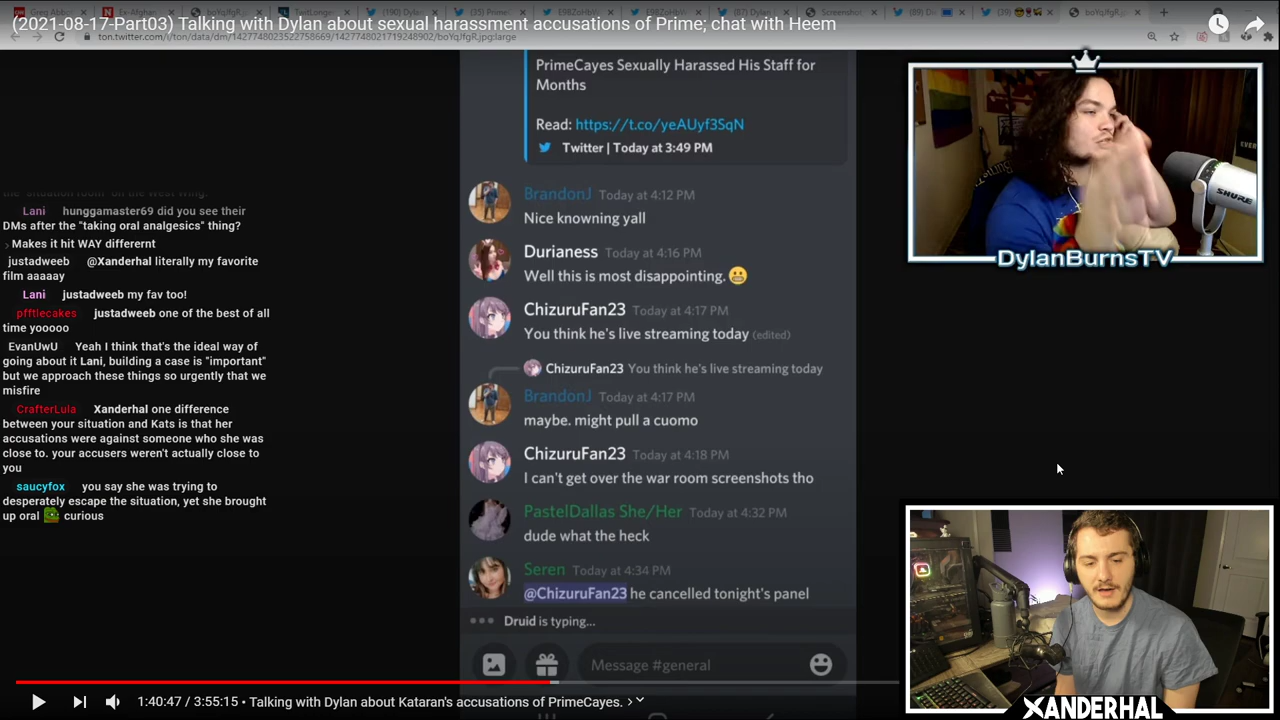 (2021-08-17-Part03) Talking with Dylan about sexual harassment accusations of Prime; chat with Heem
ton.twitter.com/i/ton/data/dm/1427748023522758669/1427748021719248902/boYqJfgR.jpg:large
PrimeCayes Sexually Harassed His Staff for
Months
Read: https://t.co/yeAUyf3SqN
Twitter | Today at 3:49 PM
BrandonJ Today at 4:12 PM
Nice knowning yall
Durianess Today at 4:16 PM
Well this is most disappointing. 😬
ChizuruFan23 Today at 4:17 PM
You think he's live streaming today (edited)
ChizuruFan23 You think he's live streaming today
BrandonJ Today at 4:17 PM
maybe. might pull a cuomo
ChizuruFan23 Today at 4:18 PM
I can't get over the war room screenshots tho
PastelDallas She/Her Today at 4:32 PM
dude what the heck
Seren Today at 4:34 PM
@ChizuruFan23 he cancelled tonight's panel
Druid is typing...
Message #general
the "situation room" on the West Wing.
Lani hunggamaster69 did you see their
DMs after the "taking oral analgesics" thing?
Makes it hit WAY differernt
justadweeb @Xanderhal literally my favorite
film aaaay
Lani justadweeb my fav too!
pfftlecakes justadweeb one of the best of all
time yooooo
EvanUwU Yeah I think that's the ideal way of
going about it Lani, building a case is "important"
but we approach these things so urgently that we
misfire
CrafterLula Xanderhal one difference
between your situation and Kats is that her
accusations were against someone who she was
close to. your accusers weren't actually close to
you
saucyfox you say she was trying to
desperately escape the situation, yet she brought
up oral curious
SHURE
DylanBurnsTV
XANDERHAL
1:40:47 / 3:55:15 • Talking with Dylan about Kataran's accusations of PrimeCayes. >